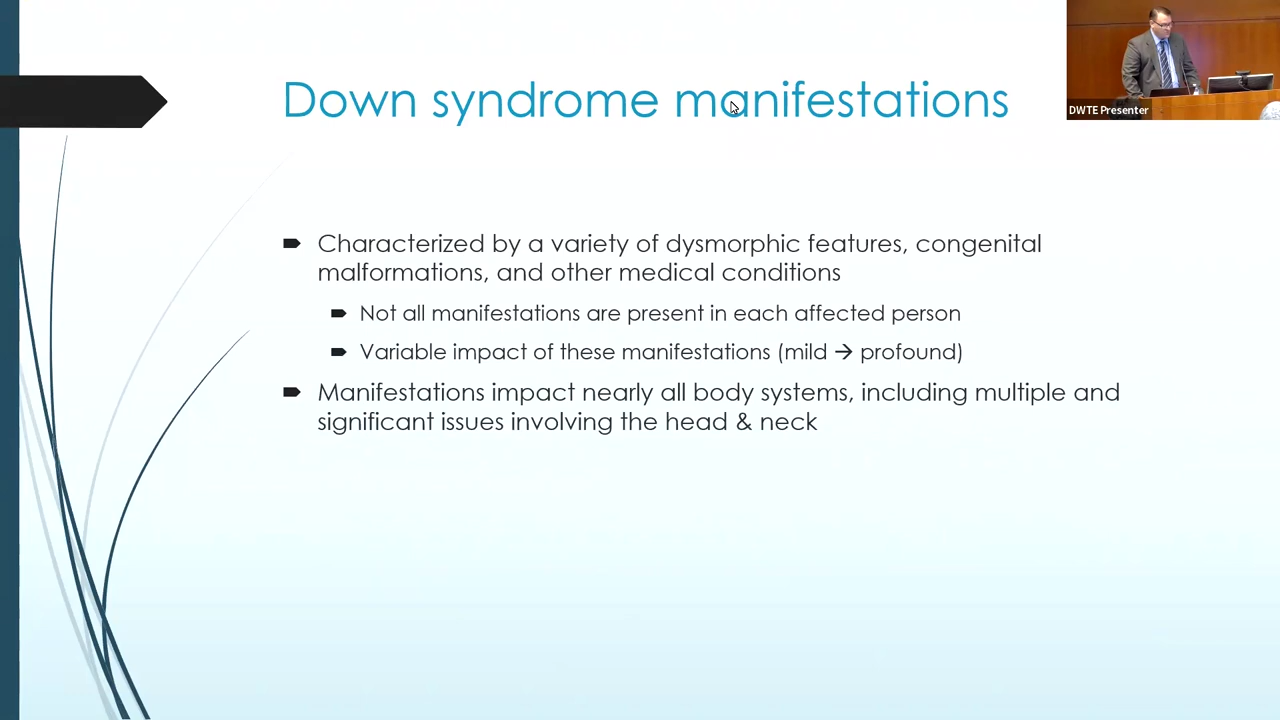 Down syndrome manifestations
DWTE Presenter
Characterized by a variety of dysmorphic features, congenital
malformations, and other medical conditions
Not all manifestations are present in each affected person
Variable impact of these manifestations (mild → profound)
Manifestations impact nearly all body systems, including multiple and
significant issues involving the head & neck